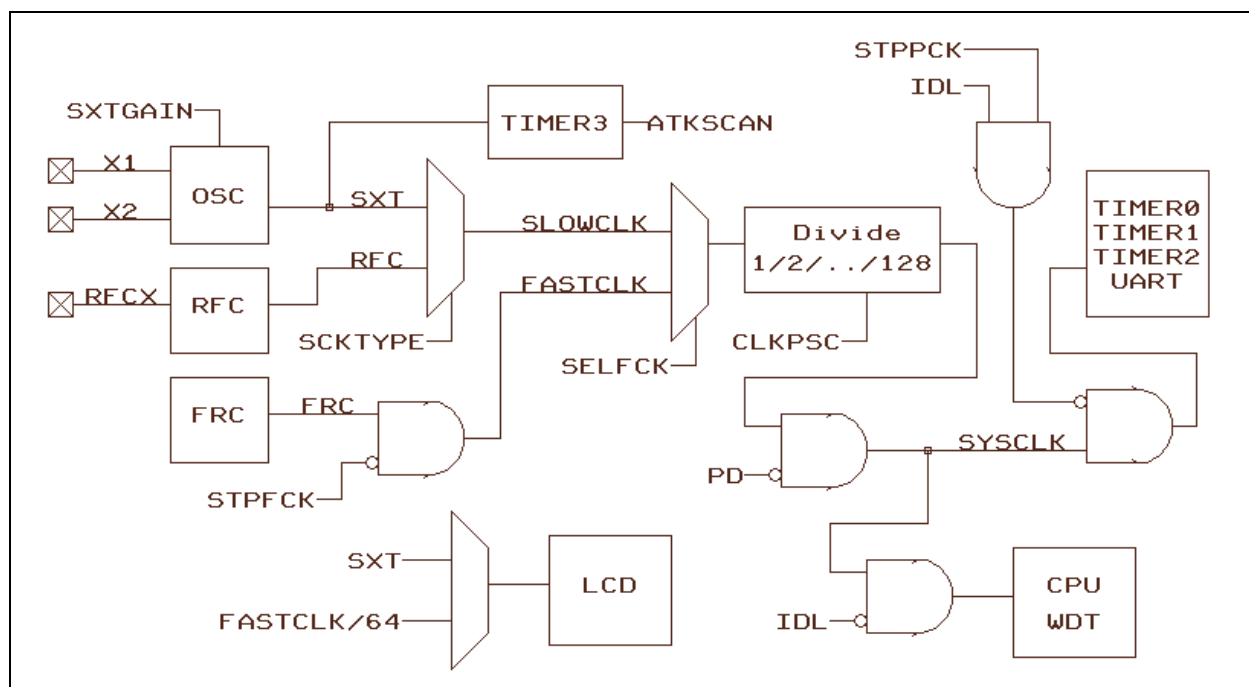 STPPCK
IDL
SXTGAIN
TIMER3
ATKSCAN
X1
OSC
SXT
X2
TIMER0
TIMER1
TIMER2
UART
SLOWCLK
Divide
1/2/../128
RFC
FASTCLK
RFCX
RFC
SCKTYPE
CLKPSC
SELFCK
FRC
FRC
SYSCLK
PD
STPFCK
SXT
LCD
CPU
WDT
FASTCLK/64
IDL